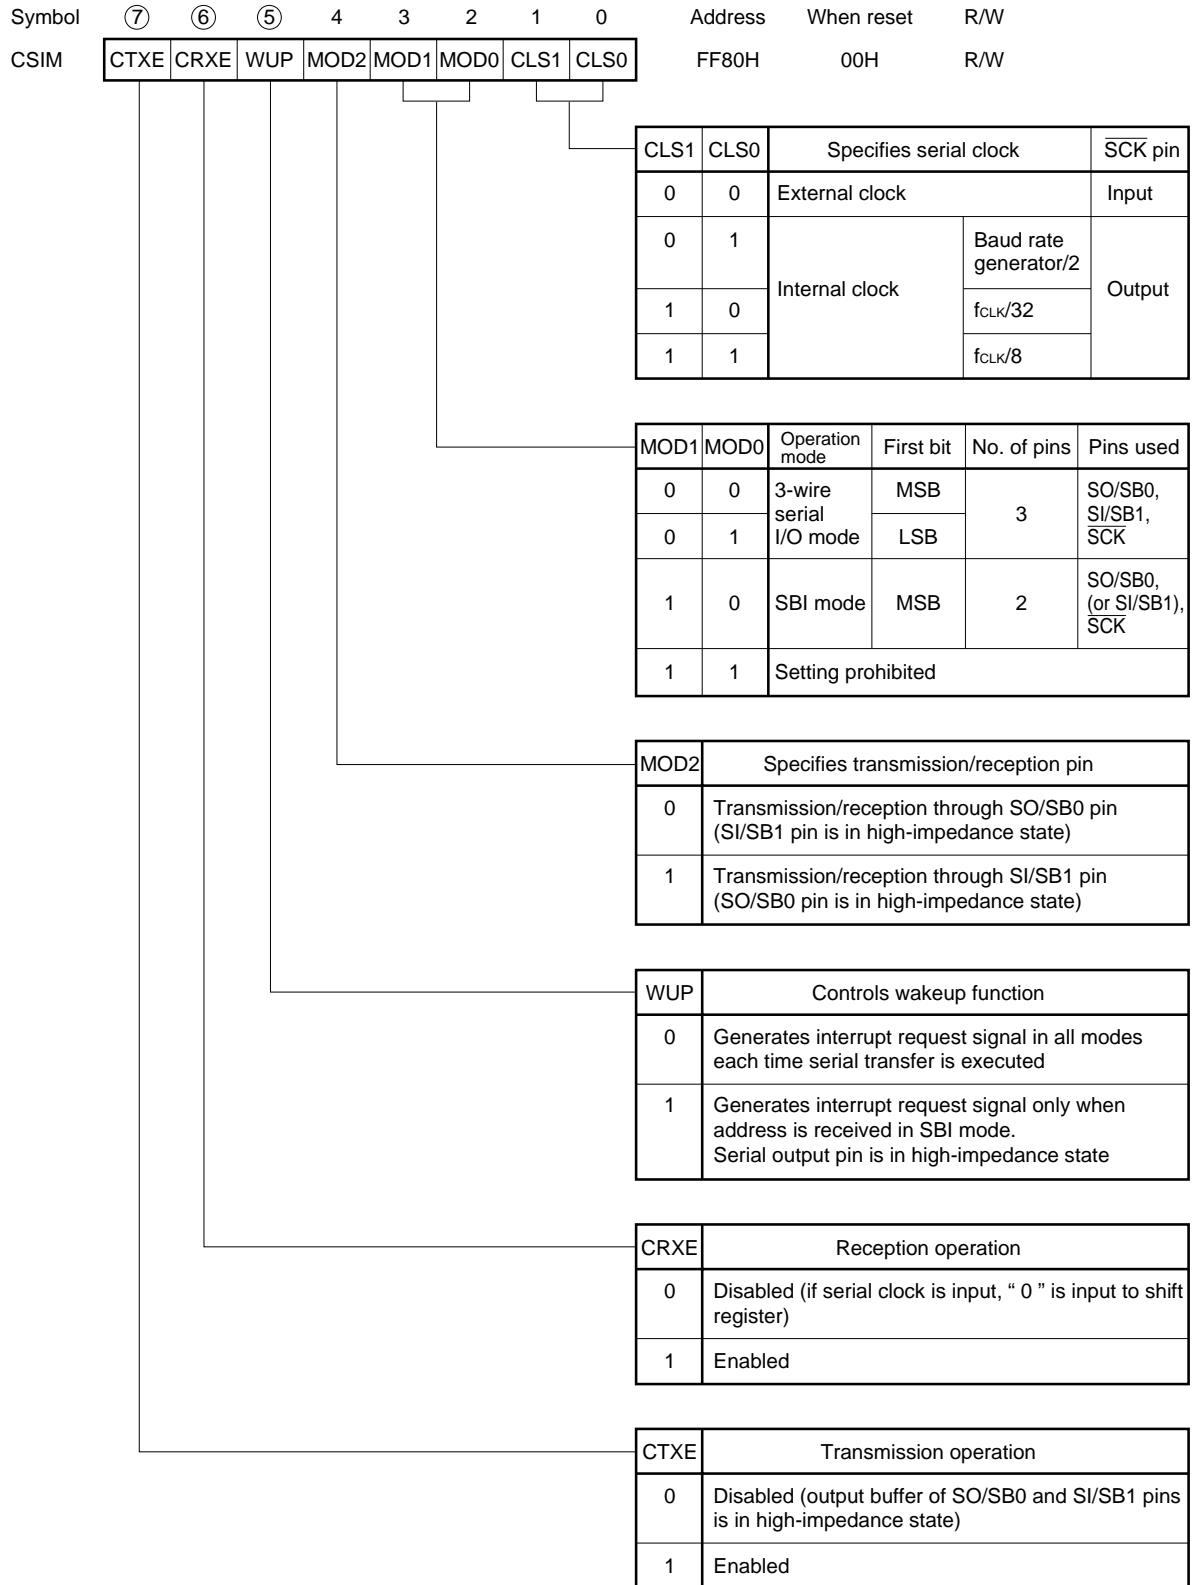 Symbol ⑦ ⑥ ⑤ 4 3 2 1 0 Address When reset R/W
CSIM CTXE CRXE WUP MOD2 MOD1 MOD0 CLS1 CLS0 FF80H 00H R/W
CLS1 CLS0 Specifies serial clock SCK pin
0 0 External clock Input
0 1 Internal clock Baud rate generator/2 Output
1 0 fCLK/32
1 1 fCLK/8
MOD1 MOD0 Operation mode First bit No. of pins Pins used
0 0 3-wire serial I/O mode MSB 3 SO/SB0, SI/SB1, SCK
0 1 LSB
1 0 SBI mode MSB 2 SO/SB0, (or SI/SB1), SCK
1 1 Setting prohibited
MOD2 Specifies transmission/reception pin
0 Transmission/reception through SO/SB0 pin
(SI/SB1 pin is in high-impedance state)
1 Transmission/reception through SI/SB1 pin
(SO/SB0 pin is in high-impedance state)
WUP Controls wakeup function
0 Generates interrupt request signal in all modes
each time serial transfer is executed
1 Generates interrupt request signal only when
address is received in SBI mode.
Serial output pin is in high-impedance state
CRXE Reception operation
0 Disabled (if serial clock is input, “ 0 ” is input to shift
register)
1 Enabled
CTXE Transmission operation
0 Disabled (output buffer of SO/SB0 and SI/SB1 pins
is in high-impedance state)
1 Enabled